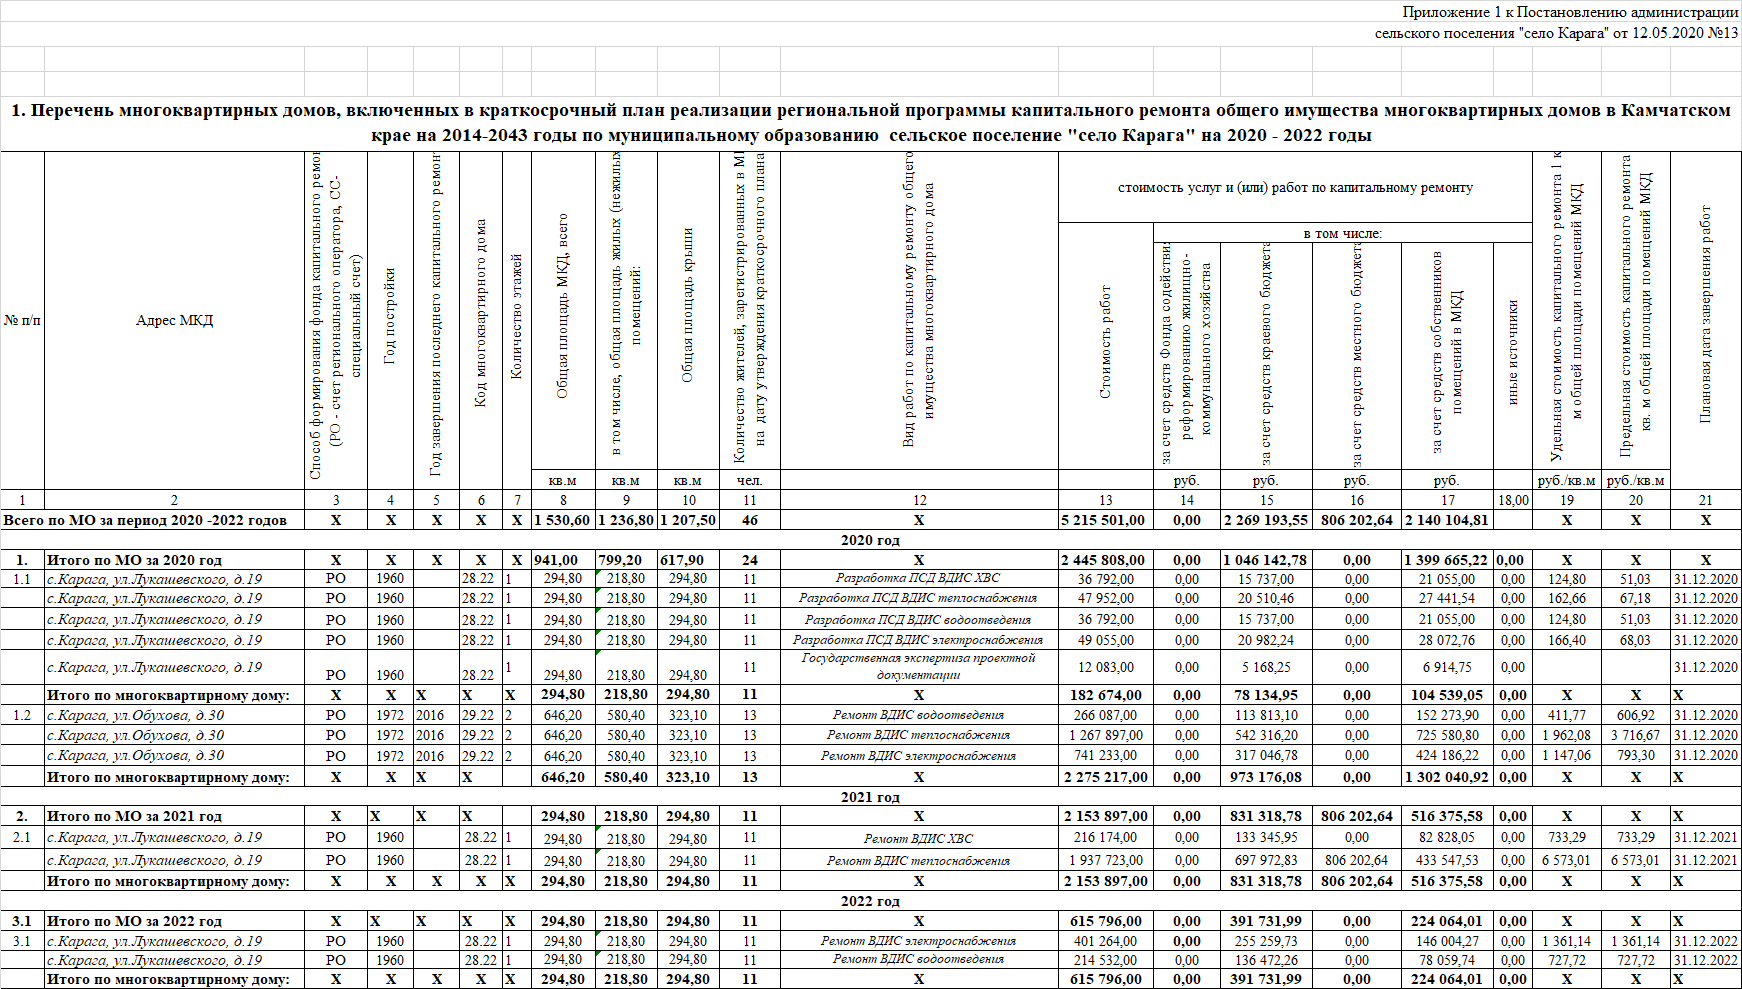 Приложение 1 к Постановлению администрации
сельского поселения "село Карага" от 12.05.2020 №13
1. Перечень многоквартирных домов, включенных в краткосрочный план реализации региональной программы капитального ремонта общего имущества многоквартирных домов в Камчатском
крае на 2014-2043 годы по муниципальному образованию сельское поселение "село Карага" на 2020 - 2022 годы
№ п/п
Адрес МКД
Способ формирования фонда капитального ремон
(РО - счет регионального оператора, СС-
специальный счет)
Год постройки
Год завершения последнего капитального ремонт
Код многоквартирного дома
Количество этажей
Общая площадь МКД, всего
в том числе, общая площадь жилых (нежилых
помещений:
Общая площадь крыши
Количество жителей, зарегистрированных в МК
на дату утверждения краткосрочного плана
Вид работ по капитальному ремонту общего
имущества многоквартирного дома
стоимость услуг и (или) работ по капитальному ремонту
Стоимость работ
в том числе:
за счет средств Фонда содействия
реформированию жилищно-
коммунального хозяйства
за счет средств краевого бюджета
за счет средств местного бюджета
за счет средств собственников
помещений в МКД
иные источники
Удельная стоимость капитального ремонта 1 к
м общей площади помещений МКД
Предельная стоимость капитального ремонта
кв. м общей площади помещений МКД
Плановая дата завершения работ
кв.м кв.м кв.м чел. руб. руб. руб. руб. руб./кв.м руб./кв.м
1 2 3 4 5 6 7 8 9 10 11 12 13 14 15 16 17 18,00 19 20 21
Всего по МО за период 2020 -2022 годов X X X X X 1 530,60 1 236,80 1 207,50 46 X 5 215 501,00 0,00 2 269 193,55 806 202,64 2 140 104,81 X X X
2020 год
1. Итого по МО за 2020 год X X X X X 941,00 799,20 617,90 24 X 2 445 808,00 0,00 1 046 142,78 0,00 1 399 665,22 0,00 X X X
1.1 с.Карага, ул.Лукашевского, д.19 РО 1960 28.22 1 294,80 218,80 294,80 11 Разработка ПСД ВДИС ХВС 36 792,00 0,00 15 737,00 0,00 21 055,00 0,00 124,80 51,03 31.12.2020
с.Карага, ул.Лукашевского, д.19 РО 1960 28.22 1 294,80 218,80 294,80 11 Разработка ПСД ВДИС теплоснабжения 47 952,00 0,00 20 510,46 0,00 27 441,54 0,00 162,66 67,18 31.12.2020
с.Карага, ул.Лукашевского, д.19 РО 1960 28.22 1 294,80 218,80 294,80 11 Разработка ПСД ВДИС водоотведения 36 792,00 0,00 15 737,00 0,00 21 055,00 0,00 124,80 51,03 31.12.2020
с.Карага, ул.Лукашевского, д.19 РО 1960 28.22 1 294,80 218,80 294,80 11 Разработка ПСД ВДИС электроснабжения 49 055,00 0,00 20 982,24 0,00 28 072,76 0,00 166,40 68,03 31.12.2020
с.Карага, ул.Лукашевского, д.19 РО 1960 28.22 1 294,80 218,80 294,80 11 Государственная экспертиза проектной
документации 12 083,00 0,00 5 168,25 0,00 6 914,75 0,00 31.12.2020
Итого по многоквартирному дому: X X X X X 294,80 218,80 294,80 11 X 182 674,00 0,00 78 134,95 0,00 104 539,05 0,00 X X X
1.2 с.Карага, ул.Обухова, д.30 РО 1972 2016 29.22 2 646,20 580,40 323,10 13 Ремонт ВДИС водоотведения 266 087,00 0,00 113 813,10 0,00 152 273,90 0,00 411,77 606,92 31.12.2020
с.Карага, ул.Обухова, д.30 РО 1972 2016 29.22 2 646,20 580,40 323,10 13 Ремонт ВДИС теплоснабжения 1 267 897,00 0,00 542 316,20 0,00 725 580,80 0,00 1 962,08 3 716,67 31.12.2020
с.Карага, ул.Обухова, д.30 РО 1972 2016 29.22 2 646,20 580,40 323,10 13 Ремонт ВДИС электроснабжения 741 233,00 0,00 317 046,78 0,00 424 186,22 0,00 1 147,06 793,30 31.12.2020
Итого по многоквартирному дому: X X X X 646,20 580,40 323,10 13 X 2 275 217,00 0,00 973 176,08 0,00 1 302 040,92 0,00 X X X
2021 год
2. Итого по МО за 2021 год X X X X 294,80 218,80 294,80 11 X 2 153 897,00 0,00 831 318,78 806 202,64 516 375,58 0,00 X X X
2.1 с.Карага, ул.Лукашевского, д.19 РО 1960 28.22 1 294,80 218,80 294,80 11 Ремонт ВДИС ХВС 216 174,00 0,00 133 345,95 0,00 82 828,05 0,00 733,29 733,29 31.12.2021
с.Карага, ул.Лукашевского, д.19 РО 1960 28.22 1 294,80 218,80 294,80 11 Ремонт ВДИС теплоснабжения 1 937 723,00 0,00 697 972,83 806 202,64 433 547,53 0,00 6 573,01 6 573,01 31.12.2021
Итого по многоквартирному дому: X X X X X 294,80 218,80 294,80 11 X 2 153 897,00 0,00 831 318,78 806 202,64 516 375,58 0,00 X X X
2022 год
3.1 Итого по МО за 2022 год X X X X X 294,80 218,80 294,80 11 X 615 796,00 0,00 391 731,99 0,00 224 064,01 0,00 X X X
3.1 с.Карага, ул.Лукашевского, д.19 РО 1960 28.22 1 294,80 218,80 294,80 11 Ремонт ВДИС электроснабжения 401 264,00 0,00 255 259,73 0,00 146 004,27 0,00 1 361,14 1 361,14 31.12.2022
с.Карага, ул.Лукашевского, д.19 РО 1960 28.22 1 294,80 218,80 294,80 11 Ремонт ВДИС водоотведения 214 532,00 0,00 136 472,26 0,00 78 059,74 0,00 727,72 727,72 31.12.2022
Итого по многоквартирному дому: X X X X X 294,80 218,80 294,80 11 X 615 796,00 0,00 391 731,99 0,00 224 064,01 0,00 X X X